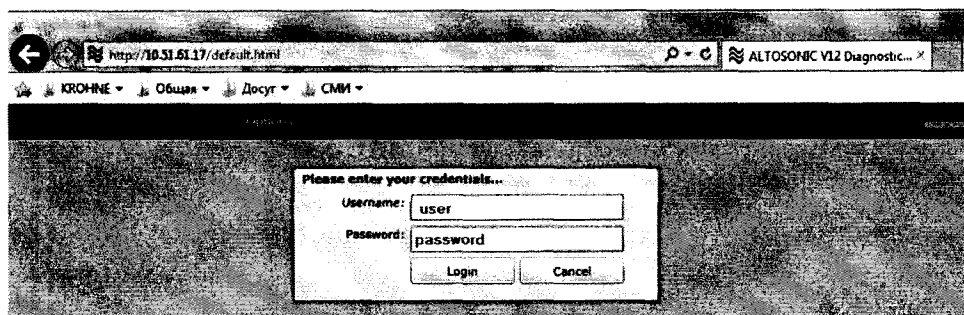 http://10.51.61.17/default.html
ALTOSONIC V12 Diagnostic...
KROHNE Общая Досуг СМИ
Options
Please enter your credentials...
Username: user
Password: password
Login Cancel